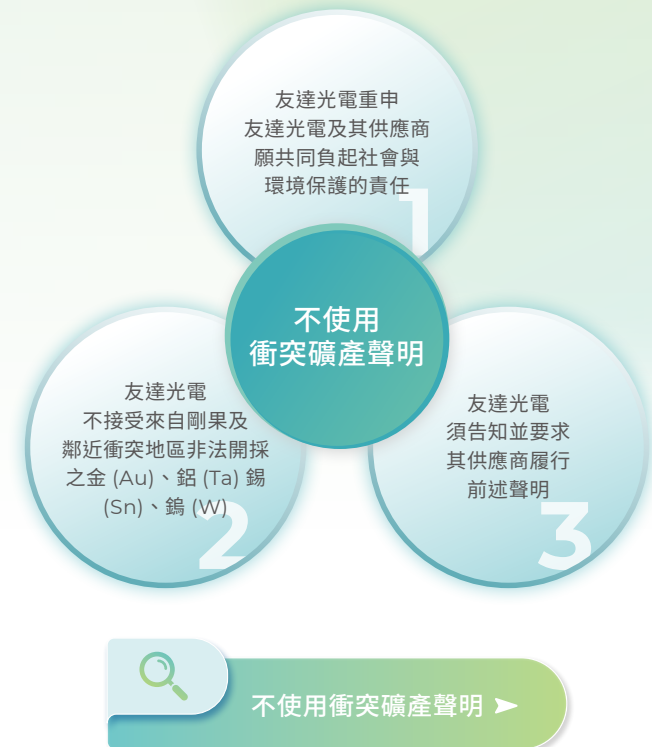 友達光電重申
友達光電及其供應商
願共同負起社會與
環境保護的責任
1
不使用
衝突礦產聲明
友達光電
不接受來自剛果及
鄰近衝突地區非法開採
之金 (Au)、鋁 (Ta) 錫
(Sn)、鎢 (W)
2
友達光電
須告知並要求
其供應商履行
前述聲明
3
不使用衝突礦產聲明 ➤